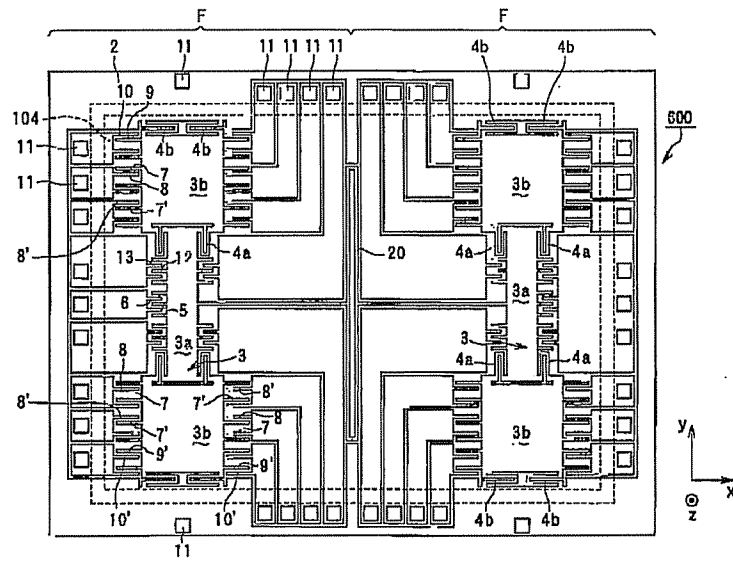 F F
11 11 11 11 11 4b 4b
2
10 9
104
600
11
4b 4b
7
8
3b 3b
11
7'
8'
4a 20 4a 4a
13 12
6
5
3a 3a
3 3
4a 4a
8 8'
7'
8' 7 8
7' 3b 7 3b
9' 9'
10' 10' 10'
4b 4b
11
y
x
z